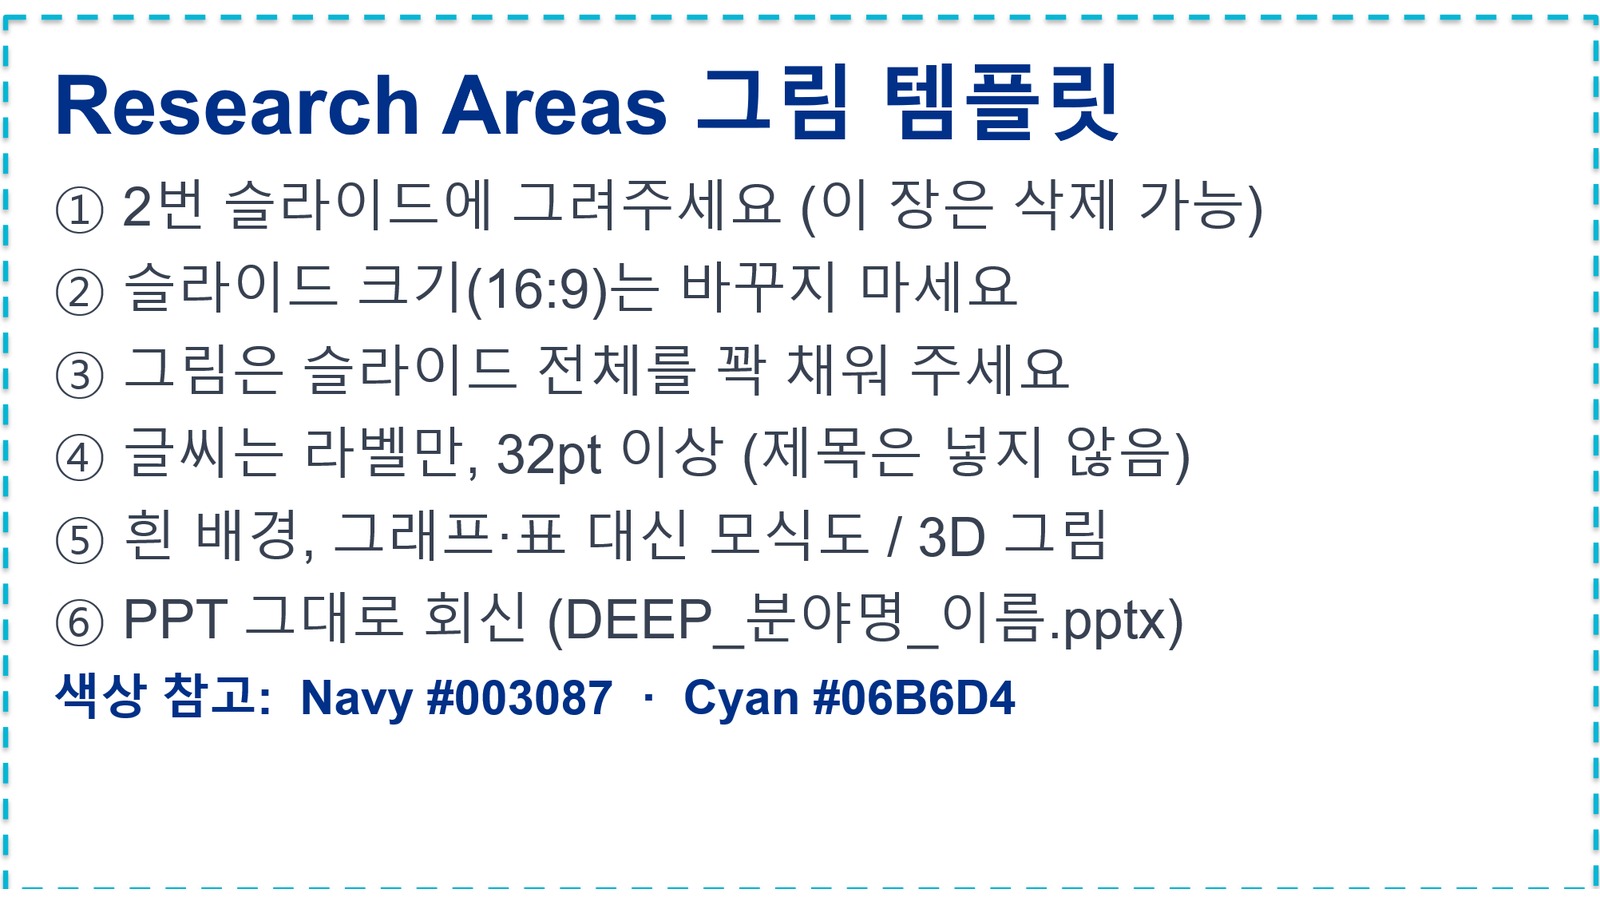 Research Areas 그림 템플릿
① 2번 슬라이드에 그려주세요 (이 장은 삭제 가능)
② 슬라이드 크기(16:9)는 바꾸지 마세요
③ 그림은 슬라이드 전체를 꽉 채워 주세요
④ 글씨는 라벨만, 32pt 이상 (제목은 넣지 않음)
⑤ 흰 배경, 그래프·표 대신 모식도 / 3D 그림
⑥ PPT 그대로 회신 (DEEP_분야명_이름.pptx)
색상 참고: Navy #003087 · Cyan #06B6D4